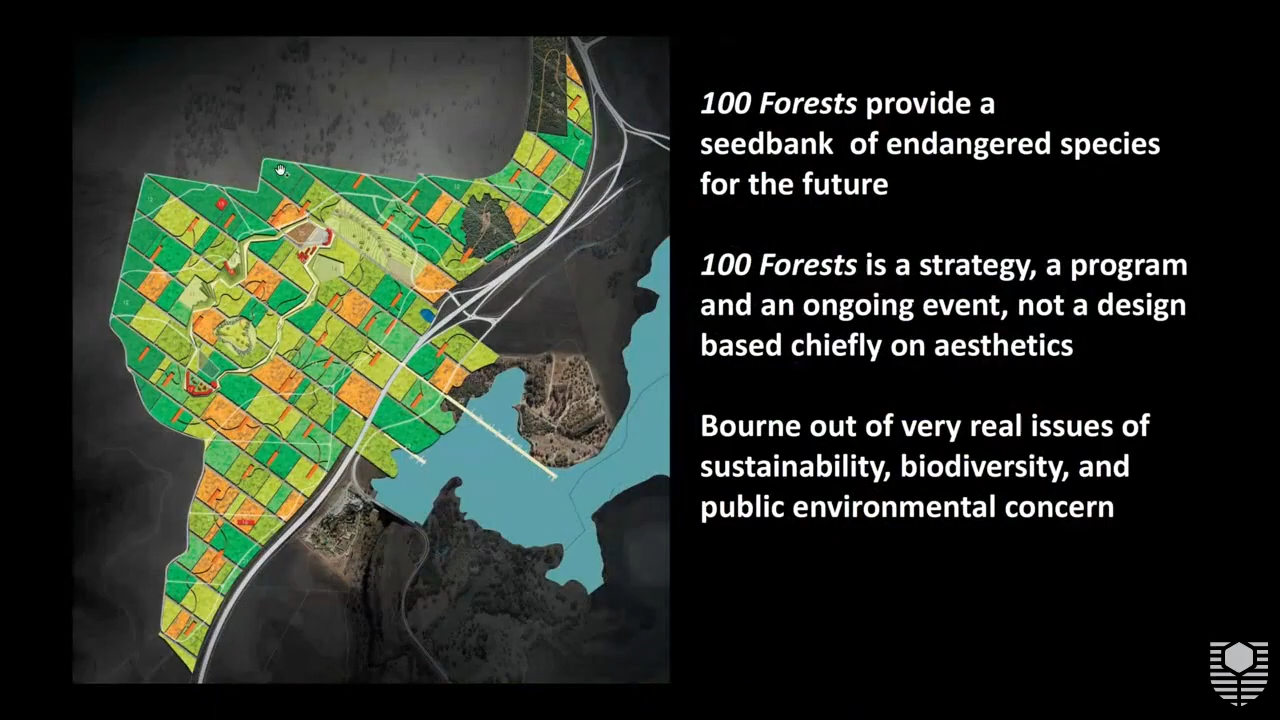 100 Forests provide a
seedbank of endangered species
for the future
100 Forests is a strategy, a program
and an ongoing event, not a design
based chiefly on aesthetics
Bourne out of very real issues of
sustainability, biodiversity, and
public environmental concern